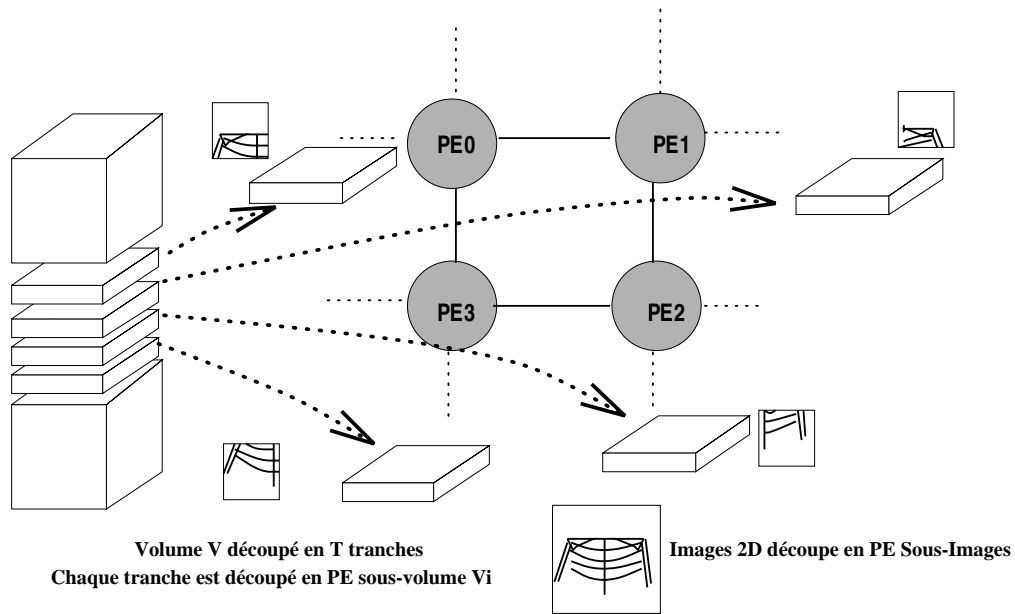 PE0
PE1
PE3
PE2
Volume V découpé en T tranches
Chaque tranche est découpé en PE sous-volume Vi
Images 2D découpe en PE Sous-Images